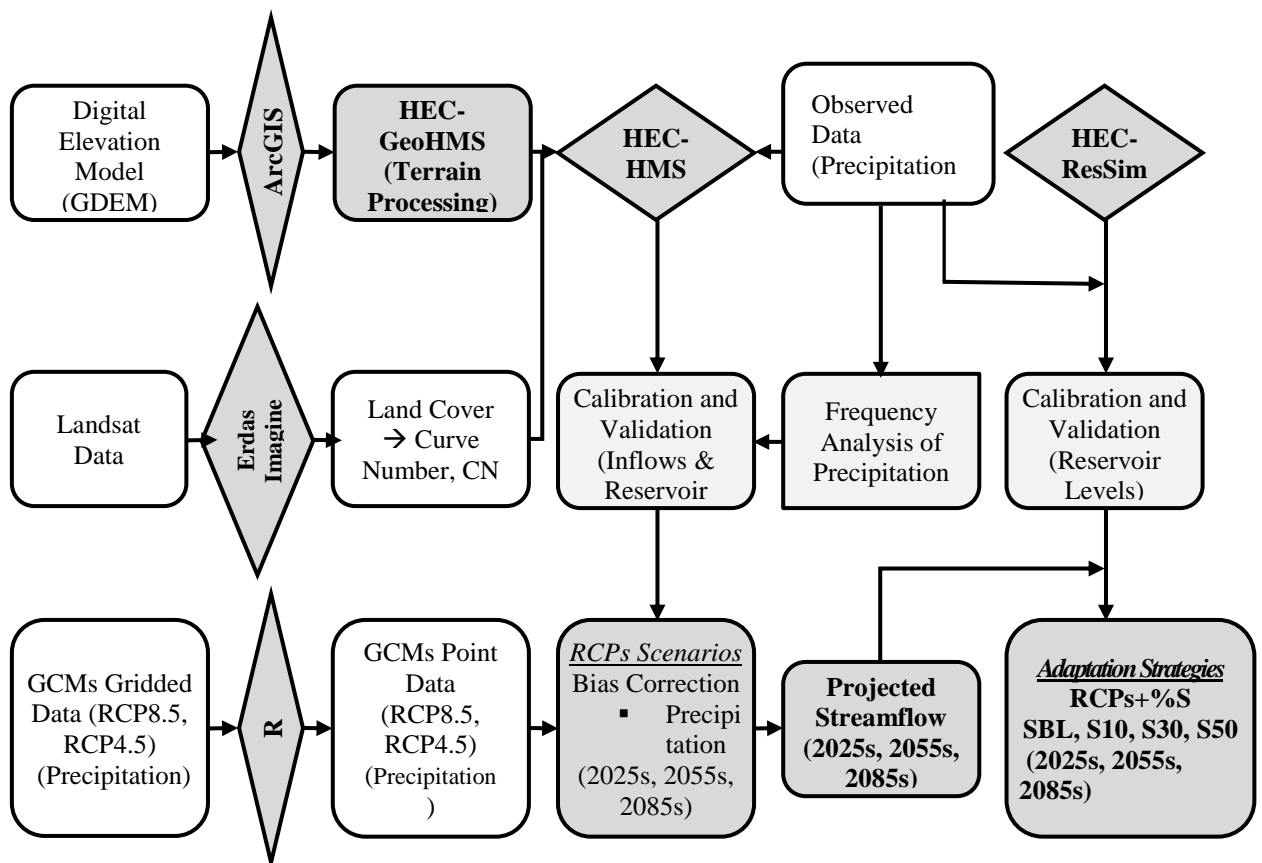 Digital
Elevation
Model
(GDEM)
ArcGIS
HEC-
GeoHMS
(Terrain
Processing)
HEC-
HMS
Observed
Data
(Precipitation
HEC-
ResSim
Landsat
Data
Erdas
Imagine
Land Cover
→ Curve
Number, CN
Calibration and
Validation
(Inflows &
Reservoir
Frequency
Analysis of
Precipitation
Calibration and
Validation
(Reservoir
Levels)
GCMs Gridded
Data (RCP8.5,
RCP4.5)
(Precipitation)
R
GCMs Point
Data
(RCP8.5,
RCP4.5)
(Precipitation
)
RCPs Scenarios
Bias Correction
▪ Precipi
tation
(2025s, 2055s,
2085s)
Projected
Streamflow
(2025s, 2055s,
2085s)
Adaptation Strategies
RCPs+%S
SBL, S10, S30, S50
(2025s, 2055s,
2085s)